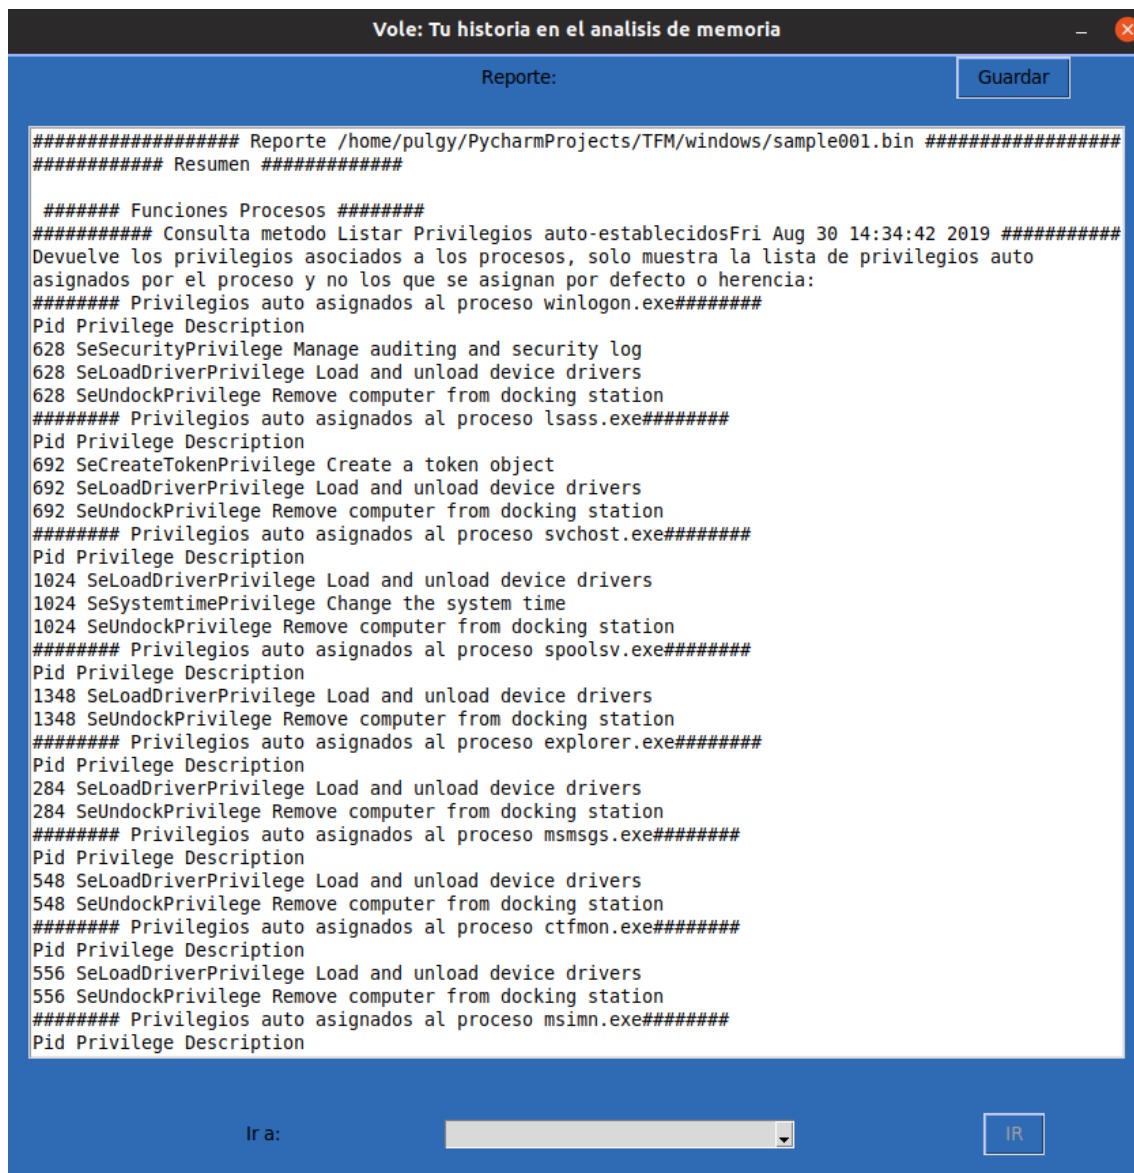 Vole: Tu historia en el analisis de memoria
Reporte:
Guardar
################### Reporte /home/pulgy/PycharmProjects/TFM/windows/sample001.bin ##################
############ Resumen #############
####### Funciones Procesos ########
########### Consulta metodo Listar Privilegios auto-establecidosFri Aug 30 14:34:42 2019 ###########
Devuelve los privilegios asociados a los procesos, solo muestra la lista de privilegios auto
asignados por el proceso y no los que se asignan por defecto o herencia:
######## Privilegios auto asignados al proceso winlogon.exe########
Pid Privilege Description
628 SeSecurityPrivilege Manage auditing and security log
628 SeLoadDriverPrivilege Load and unload device drivers
628 SeUndockPrivilege Remove computer from docking station
######## Privilegios auto asignados al proceso lsass.exe########
Pid Privilege Description
692 SeCreateTokenPrivilege Create a token object
692 SeLoadDriverPrivilege Load and unload device drivers
692 SeUndockPrivilege Remove computer from docking station
######## Privilegios auto asignados al proceso svchost.exe########
Pid Privilege Description
1024 SeLoadDriverPrivilege Load and unload device drivers
1024 SeSystemtimePrivilege Change the system time
1024 SeUndockPrivilege Remove computer from docking station
######## Privilegios auto asignados al proceso spoolsv.exe########
Pid Privilege Description
1348 SeLoadDriverPrivilege Load and unload device drivers
1348 SeUndockPrivilege Remove computer from docking station
######## Privilegios auto asignados al proceso explorer.exe########
Pid Privilege Description
284 SeLoadDriverPrivilege Load and unload device drivers
284 SeUndockPrivilege Remove computer from docking station
######## Privilegios auto asignados al proceso msmsgs.exe########
Pid Privilege Description
548 SeLoadDriverPrivilege Load and unload device drivers
548 SeUndockPrivilege Remove computer from docking station
######## Privilegios auto asignados al proceso ctfmon.exe########
Pid Privilege Description
556 SeLoadDriverPrivilege Load and unload device drivers
556 SeUndockPrivilege Remove computer from docking station
######## Privilegios auto asignados al proceso msimn.exe########
Pid Privilege Description
Ir a:
IR